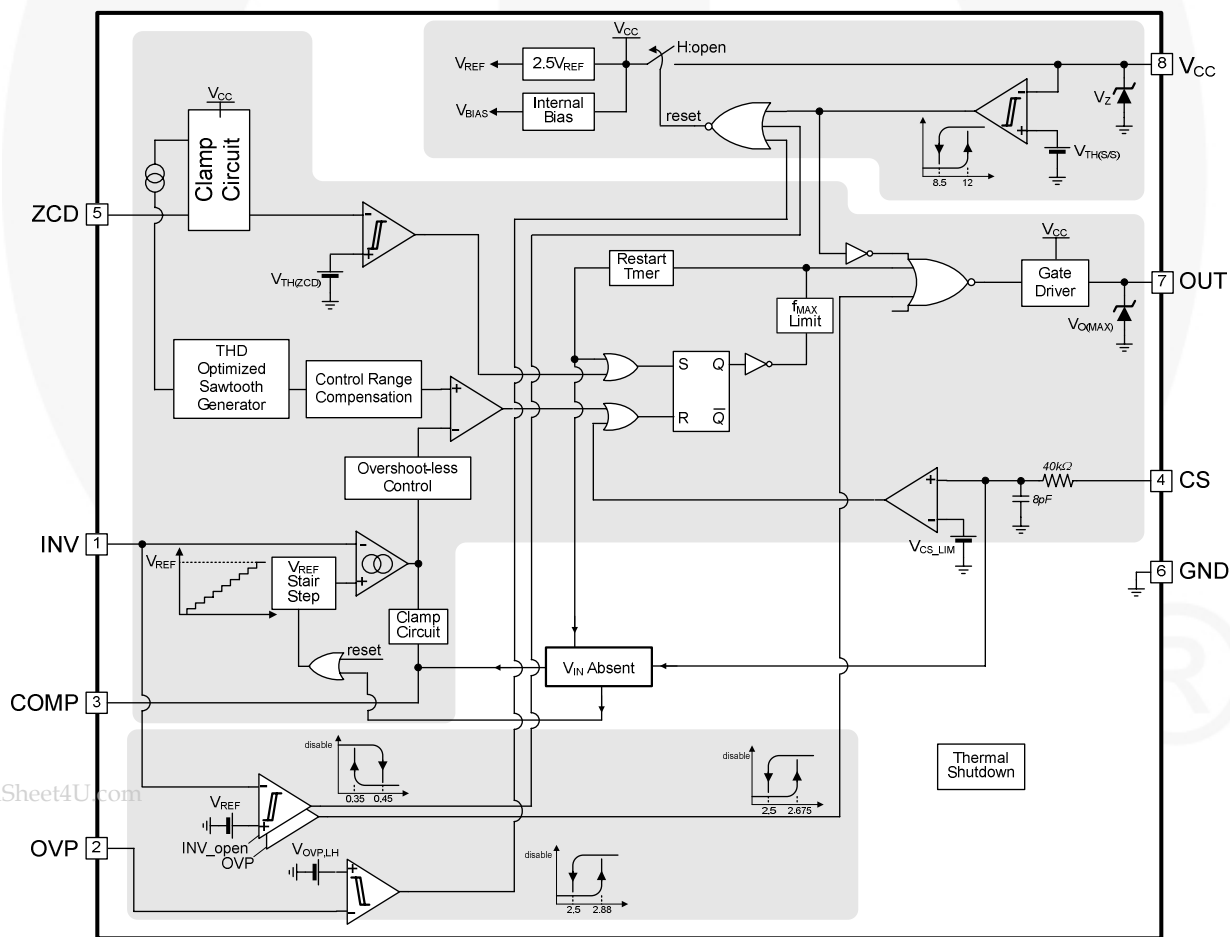 VCC
H:open
VREF
2.5VREF
8
VCC
VCC
VBIAS
Internal
Bias
reset
VZ
Clamp
Circuit
VTH(S/S)
8.5
12
ZCD
5
VTH(ZCD)
Restart
Tmer
VCC
Gate
Driver
7
OUT
fMAX
Limit
VO(MAX)
THD
Optimized
Sawtooth
Generator
Control Range
Compensation
S
Q
R
Q
Overshoot-less
Control
40kΩ
8pF
4
CS
INV
1
VREF
VREF
Stair
Step
VCS_LIM
6
GND
Clamp
Circuit
reset
VIN Absent
COMP
3
disable
0.35
0.45
disable
2.5
2.675
Thermal
Shutdown
Sheet4U.com
VREF
INV_open
OVP
OVP
2
VOVP,LH
disable
2.5
2.88
®